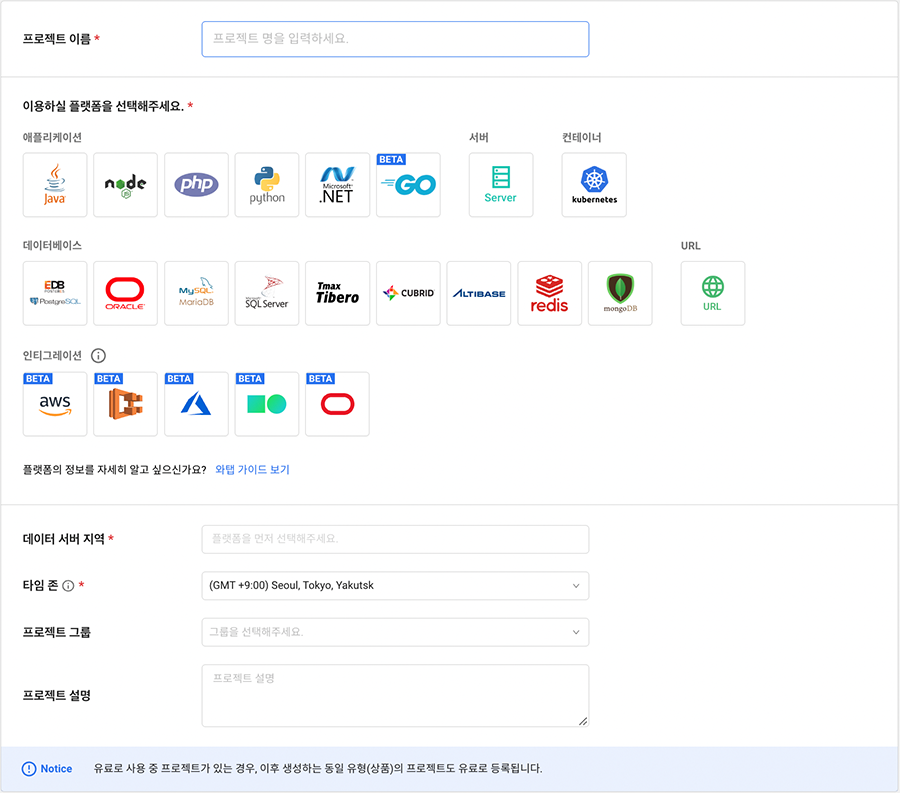 프로젝트 이름 *
프로젝트 명을 입력하세요.
이용하실 플랫폼을 선택해주세요. *
애플리케이션
서버
컨테이너
Java
node
JS
php
python
Microsoft
.NET
BETA
GO
Server
kubernetes
데이터베이스
URL
EDB
POSTGRES
PostgreSQL
ORACLE
MySQL
MariaDB
Microsoft
SQL Server
Tmax
Tibero
CUBRID
ALTIBASE
redis
mongoDB
URL
인티그레이션
BETA
BETA
BETA
BETA
BETA
aws
플랫폼의 정보를 자세히 알고 싶으신가요? 와탭 가이드 보기
데이터 서버 지역 *
플랫폼을 먼저 선택해주세요.
타임 존 *
(GMT +9:00) Seoul, Tokyo, Yakutsk
프로젝트 그룹
그룹을 선택해주세요.
프로젝트 설명
프로젝트 설명
Notice 유료로 사용 중 프로젝트가 있는 경우, 이후 생성하는 동일 유형(상품)의 프로젝트도 유료로 등록됩니다.